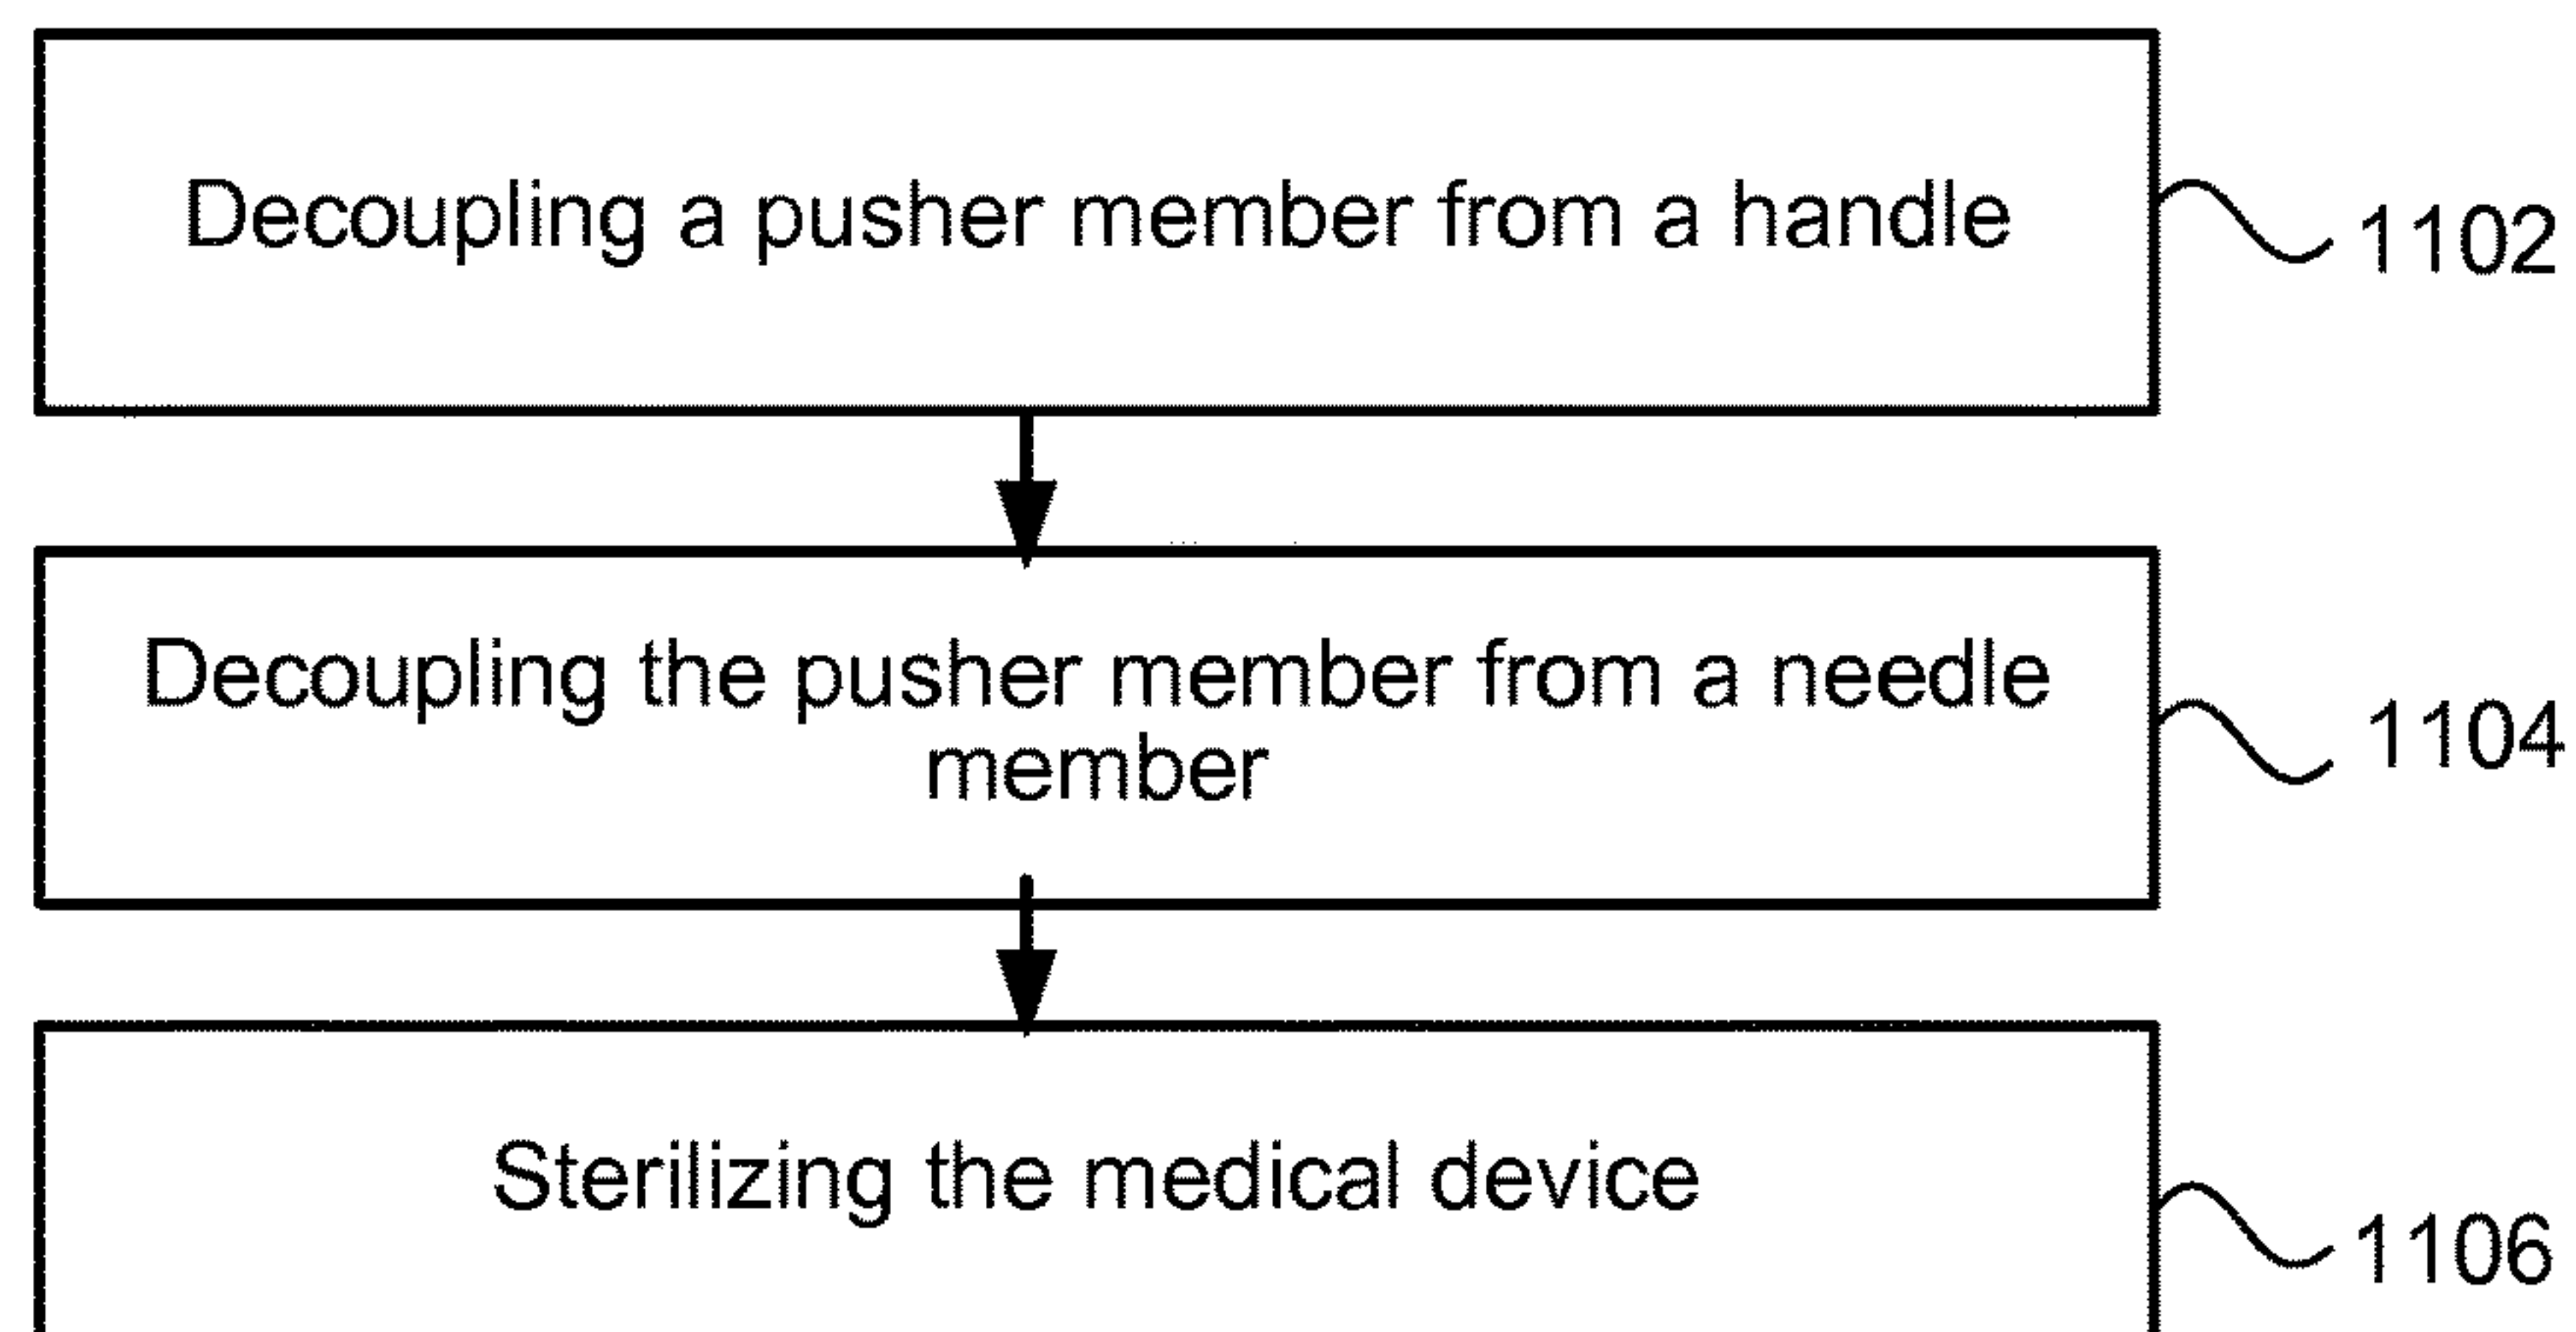 Decoupling a pusher member from a handle
1102
Decoupling the pusher member from a needle
member
1104
Sterilizing the medical device
1106